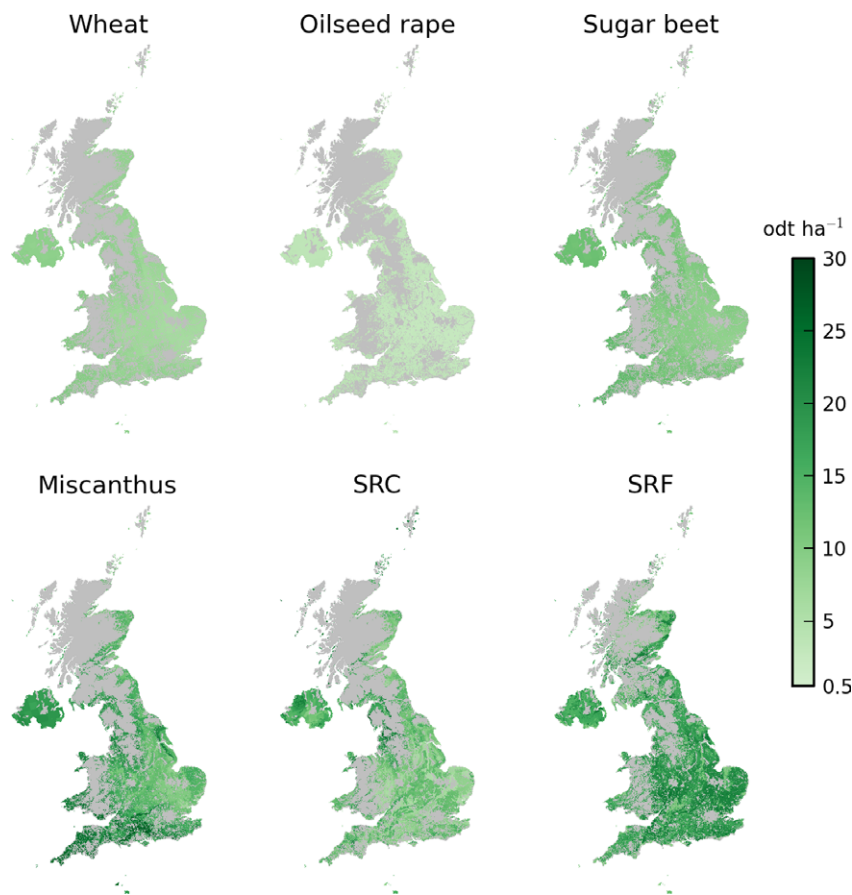 Wheat
Oilseed rape
Sugar beet
odt ha⁻¹
30
25
20
15
10
5
0.5
Miscanthus
SRC
SRF